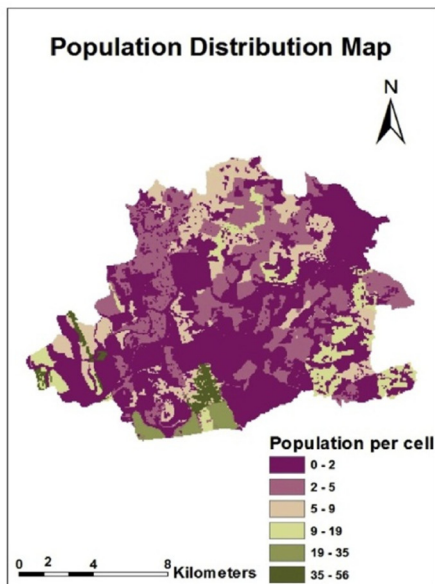 Population Distribution Map
N
Population per cell
0 - 2
2 - 5
5 - 9
9 - 19
19 - 35
35 - 56
0 2 4 8
Kilometers